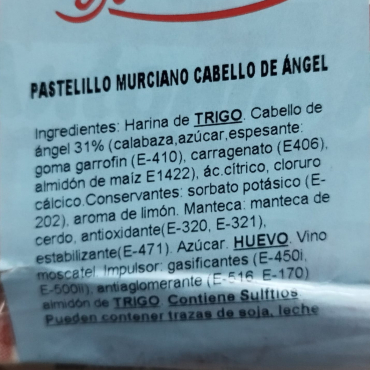 PASTELILLO MURCIANO CABELLO DE ÁNGEL
Ingredientes: Harina de TRIGO. Cabello de
ángel 31% (calabaza,azúcar,espesante:
goma garrofin (E-410), carragenato (E406),
almidón de maíz E1422), ác.cítrico, cloruro
cálcico.Conservantes: sorbato potásico (E-
202), aroma de limón. Manteca: manteca de
cerdo, antioxidante(E-320, E-321),
estabilizante(E-471). Azúcar. HUEVO. Vino
moscatel. Impulsor: gasificantes (E-450i,
E-500ii), antiaglomerante (E-516, E-170)
almidón de TRIGO. Contiene Sulftios
Pueden contener trazas de soja, leche